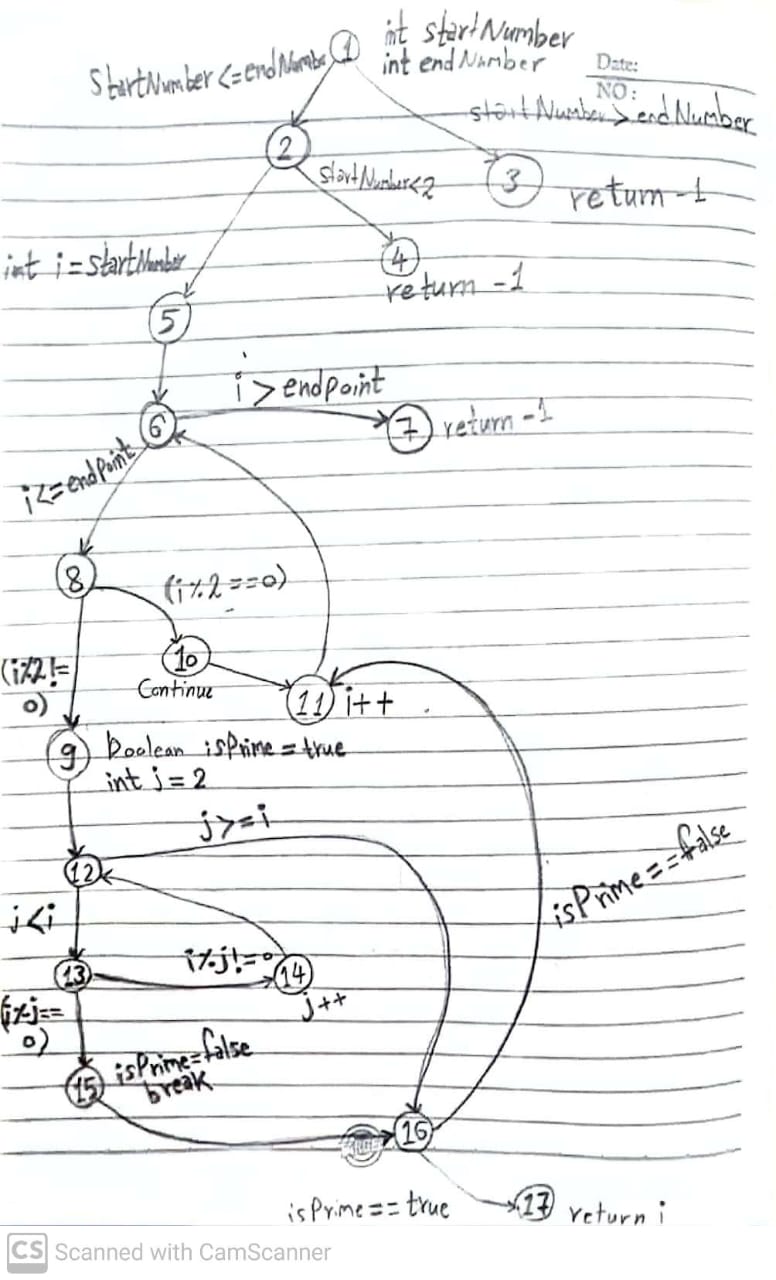 1
int startNumber
int endNumber
Date:
NO:
StartNumber<=endNumbe
startNumber>endNumber
2
startNumber<2
3
return -1
int i=startNumber
4
return -1
5
i>endpoint
6
7
return -1
i<=endPoint
8
(i%2==0)
10
Continue
(i%2!=
0)
11
i++
9
Boolean isPrime=true
int j=2
j>=i
12
isPrime==false
j<i
13
i%j!=0
14
j++
(i%j==
0)
15
isPrime=false
break
16
isPrime==true
17
return i
CS Scanned with CamScanner